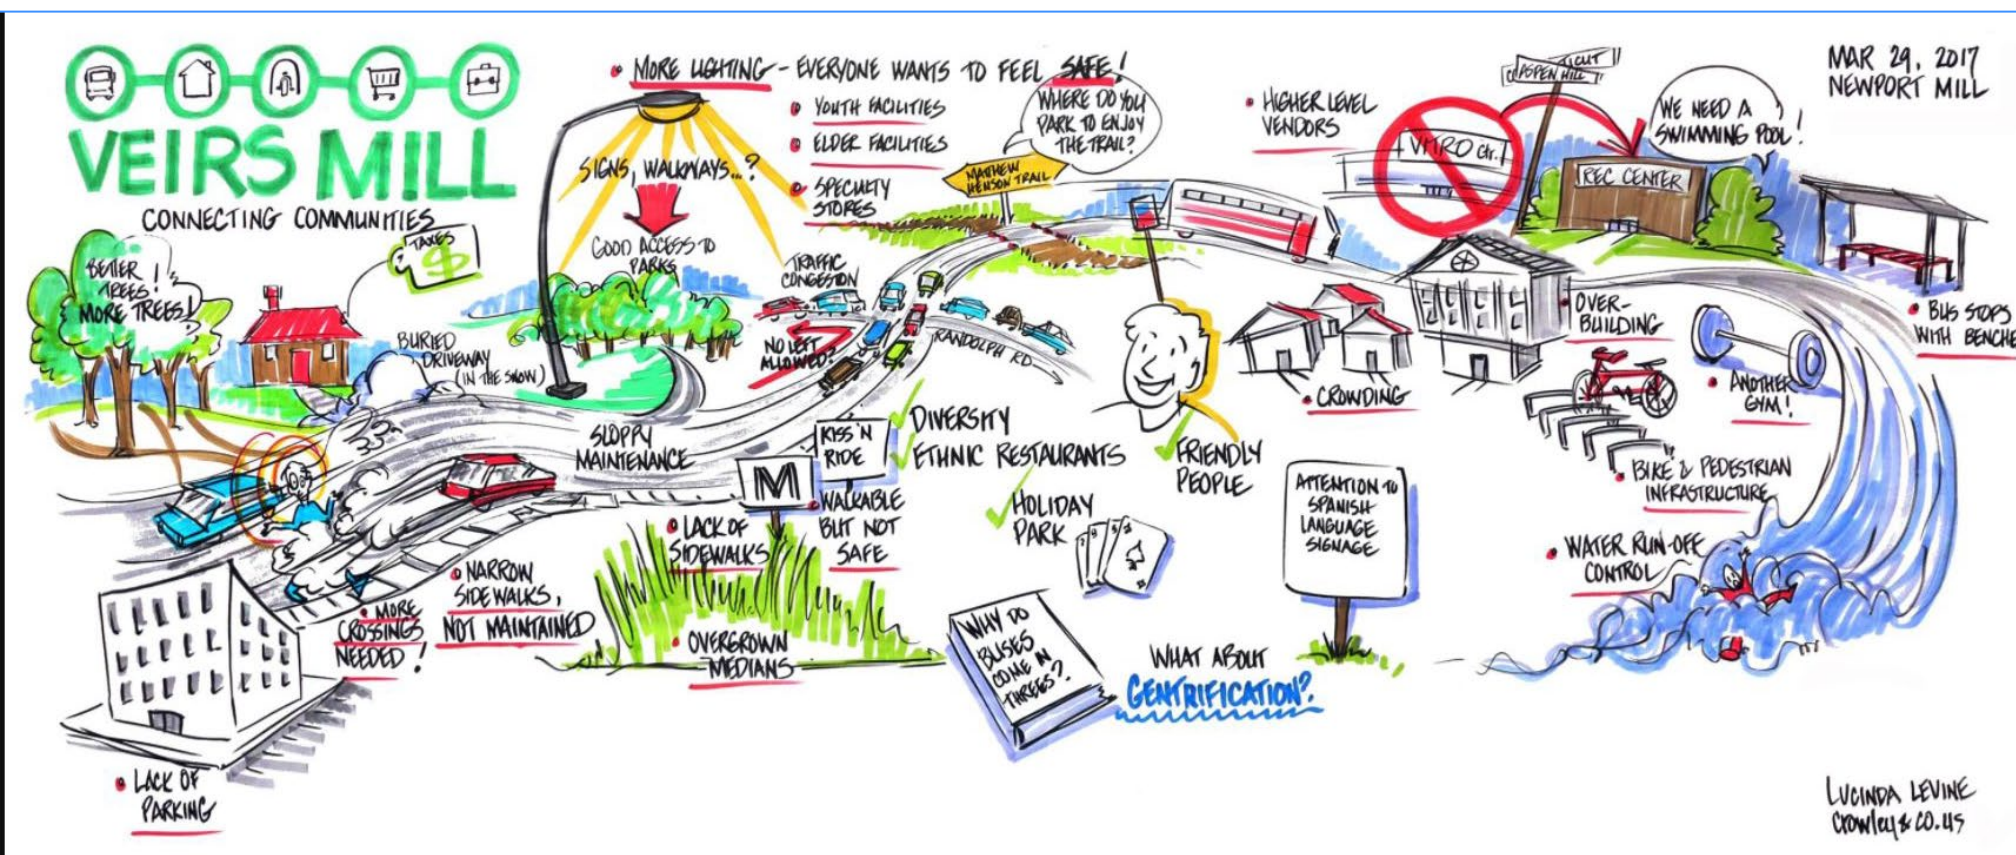 VEIRS MILL
CONNECTING COMMUNITIES
MORE LIGHTING - EVERYONE WANTS TO FEEL SAFE!
YOUTH FACILITIES
ELDER FACILITIES
SPECIALTY
STORES
SIGNS, WALKWAYS...?
GOOD ACCESS TO
PARKS
WHERE DO YOU
PARK TO ENJOY
THE TRAIL?
MATHEW
HENSON TRAIL
HIGHER LEVEL
VENDORS
VITRO Ctr.
ASPEN HILL
WE NEED A
SWIMMING POOL!
REC CENTER
MAR 29, 2017
NEWPORT MILL
TAXES
$
BETTER
TREES!
MORE TREES!
BURIED
DRIVEWAY
(IN THE SNOW)
TRAFFIC
CONGESTION
NO LEFT
ALLOWED?
RANDOLPH RD
OVER-
BUILDING
CROWDING
BUS STOPS
WITH BENCHE
ANOTHER
GYM!
BIKE & PEDESTRIAN
INFRASTRUCTURE
WATER RUN-OFF
CONTROL
SLOPPY
MAINTENANCE
KISS 'N
RIDE
M
DIVERSITY
ETHNIC RESTAURANTS
FRIENDLY
PEOPLE
HOLIDAY
PARK
WALKABLE
BUT NOT
SAFE
LACK OF
SIDEWALKS
OVERGROWN
MEDIANS
NARROW
SIDEWALKS,
NOT MAINTAINED
MORE
CROSSINGS
NEEDED!
LACK OF
PARKING
WHY DO
BUSES
COME IN
THREES?
WHAT ABOUT
GENTRIFICATION?
ATTENTION TO
SPANISH
LANGUAGE
SIGNAGE
LUCINDA LEVINE
Crowley & CO.US